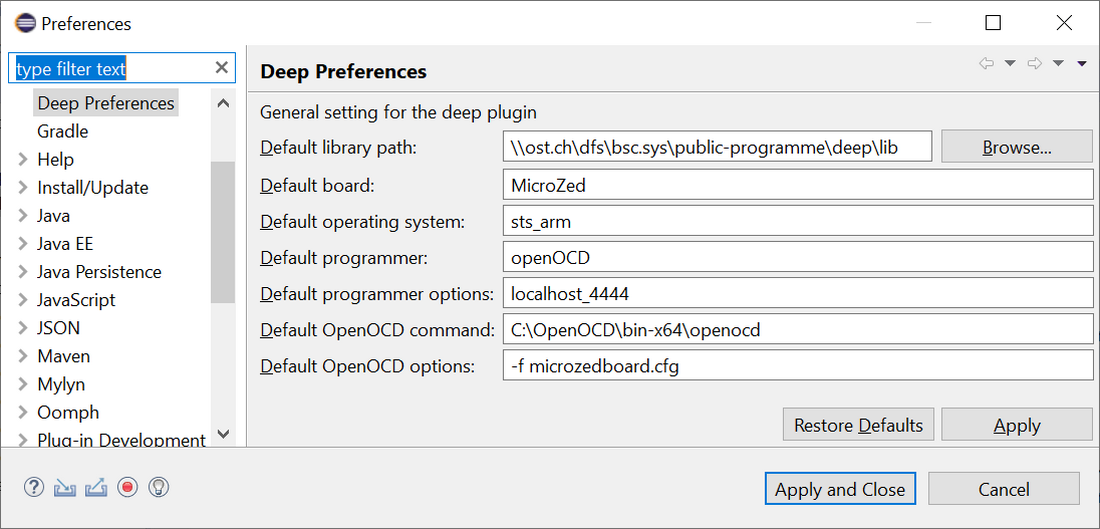 Preferences
type filter text
Deep Preferences
Gradle
Help
Install/Update
Java
Java EE
Java Persistence
JavaScript
JSON
Maven
Mylyn
Oomph
Plug-in Development
Deep Preferences
General setting for the deep plugin
Default library path: \\ost.ch\dfs\bsc.sys\public-programme\deep\lib Browse...
Default board: MicroZed
Default operating system: sts_arm
Default programmer: openOCD
Default programmer options: localhost_4444
Default OpenOCD command: C:\OpenOCD\bin-x64\openocd
Default OpenOCD options: -f microzedboard.cfg
Restore Defaults Apply
Apply and Close Cancel